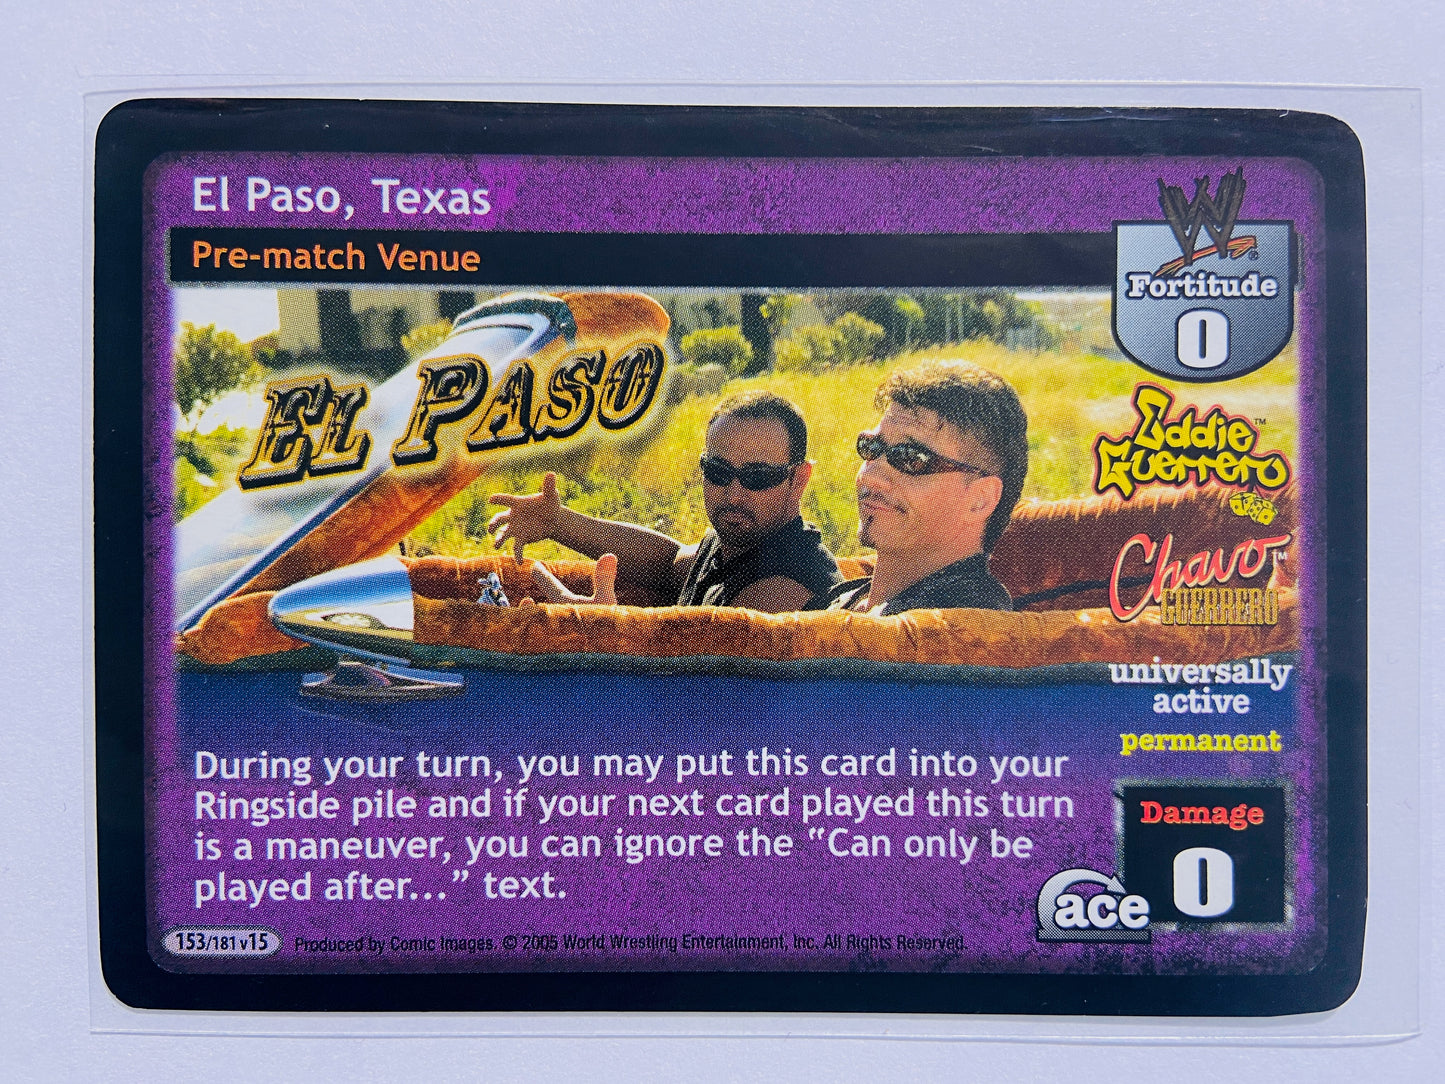 El Paso, Texas
Pre-match Venue
W
Fortitude
0
EL PASO
Eddie™
Guerrero
Chavo™
GUERRERO
universally
active
permanent
During your turn, you may put this card into your
Ringside pile and if your next card played this turn
is a maneuver, you can ignore the “Can only be
played after...” text.
Damage
0
ace
153/181 v15
Produced by Comic Images. © 2005 World Wrestling Entertainment, Inc. All Rights Reserved.